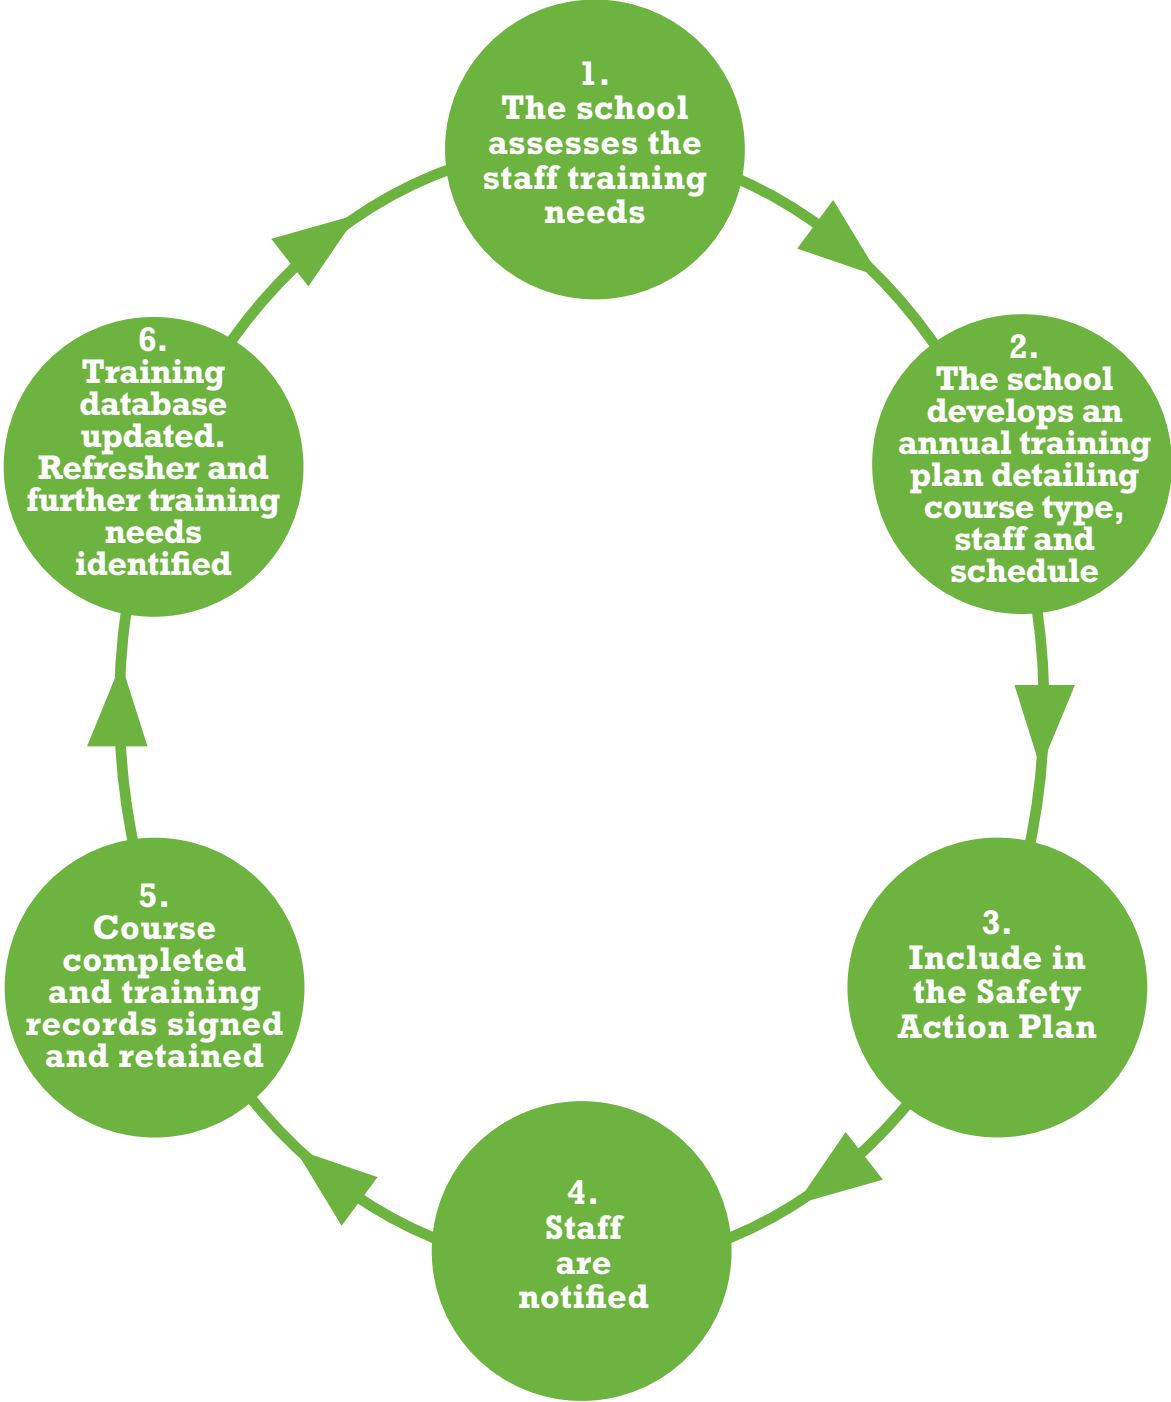 1.
The school
assesses the
staff training
needs
2.
The school
develops an
annual training
plan detailing
course type,
staff and
schedule
3.
Include in
the Safety
Action Plan
4.
Staff
are
notified
5.
Course
completed
and training
records signed
and retained
6.
Training
database
updated.
Refresher and
further training
needs
identified